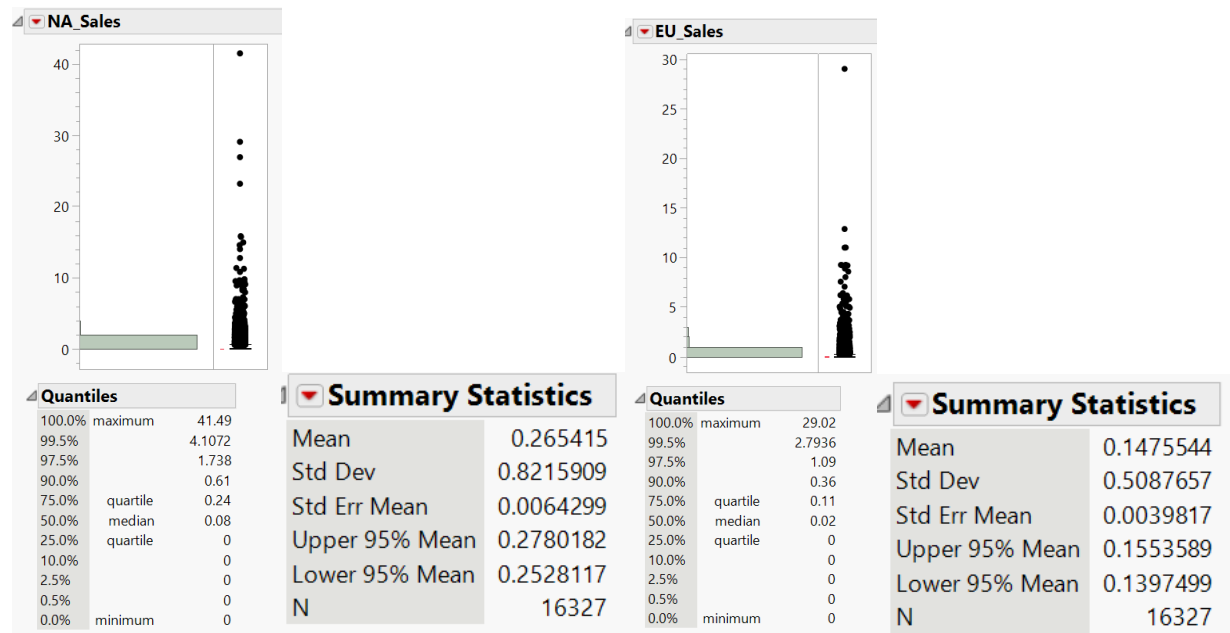 NA_Sales
40
30
20
10
0
Quantiles
100.0% maximum 41.49
99.5% 4.1072
97.5% 1.738
90.0% 0.61
75.0% quartile 0.24
50.0% median 0.08
25.0% quartile 0
10.0% 0
2.5% 0
0.5% 0
0.0% minimum 0
Summary Statistics
Mean 0.265415
Std Dev 0.8215909
Std Err Mean 0.0064299
Upper 95% Mean 0.2780182
Lower 95% Mean 0.2528117
N 16327
EU_Sales
30
25
20
15
10
5
0
Quantiles
100.0% maximum 29.02
99.5% 2.7936
97.5% 1.09
90.0% 0.36
75.0% quartile 0.11
50.0% median 0.02
25.0% quartile 0
10.0% 0
2.5% 0
0.5% 0
0.0% minimum 0
Summary Statistics
Mean 0.1475544
Std Dev 0.5087657
Std Err Mean 0.0039817
Upper 95% Mean 0.1553589
Lower 95% Mean 0.1397499
N 16327